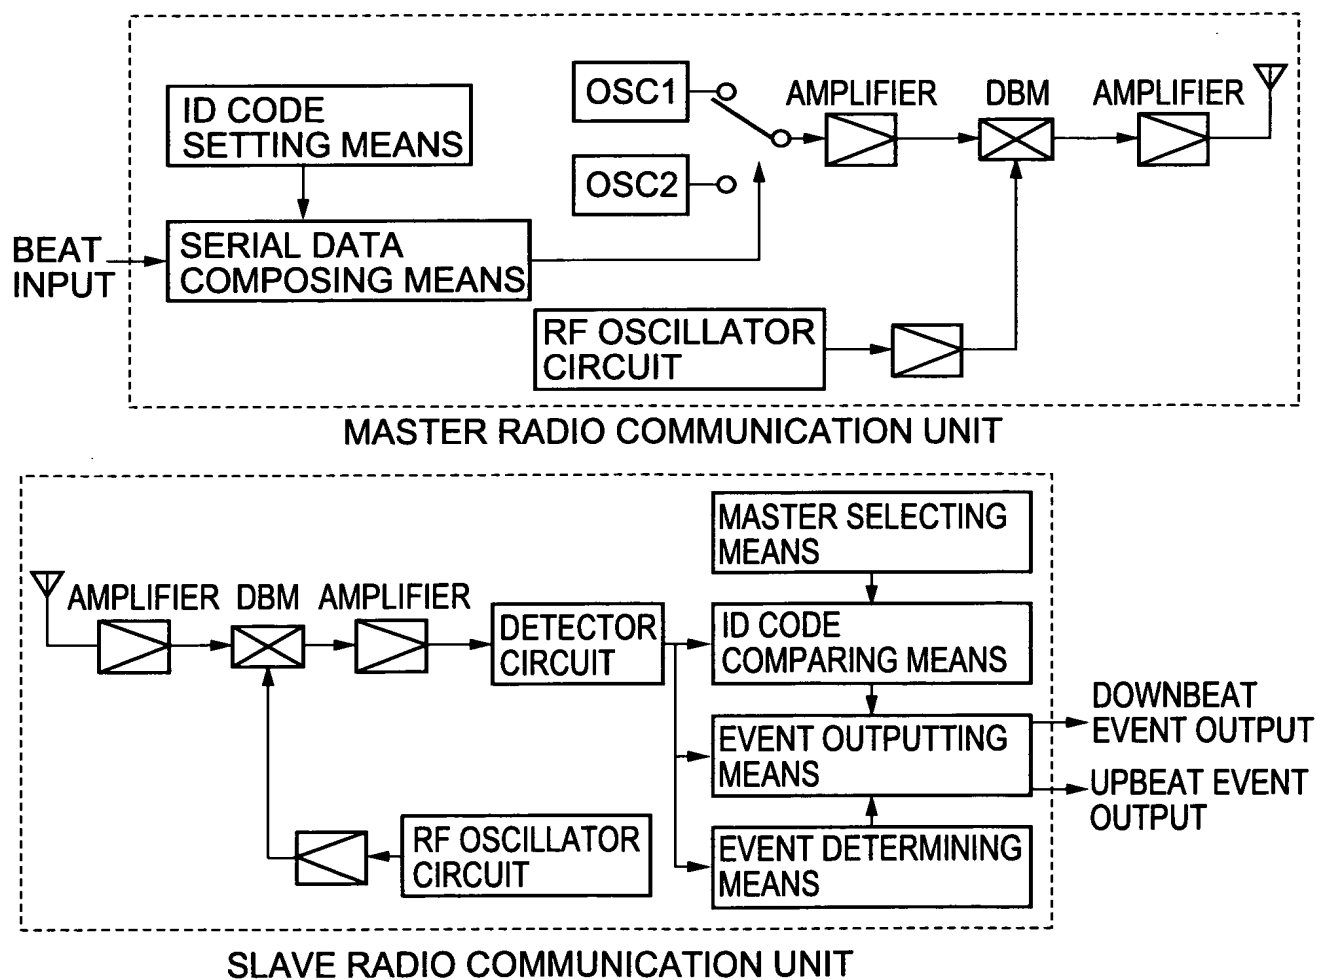 ID CODE
SETTING MEANS
OSC1
AMPLIFIER
DBM
AMPLIFIER
OSC2
BEAT
INPUT
SERIAL DATA
COMPOSING MEANS
RF OSCILLATOR
CIRCUIT
MASTER RADIO COMMUNICATION UNIT
MASTER SELECTING
MEANS
AMPLIFIER
DBM
AMPLIFIER
DETECTOR
CIRCUIT
ID CODE
COMPARING MEANS
EVENT OUTPUTTING
MEANS
DOWNBEAT
EVENT OUTPUT
UPBEAT EVENT
OUTPUT
RF OSCILLATOR
CIRCUIT
EVENT DETERMINING
MEANS
SLAVE RADIO COMMUNICATION UNIT